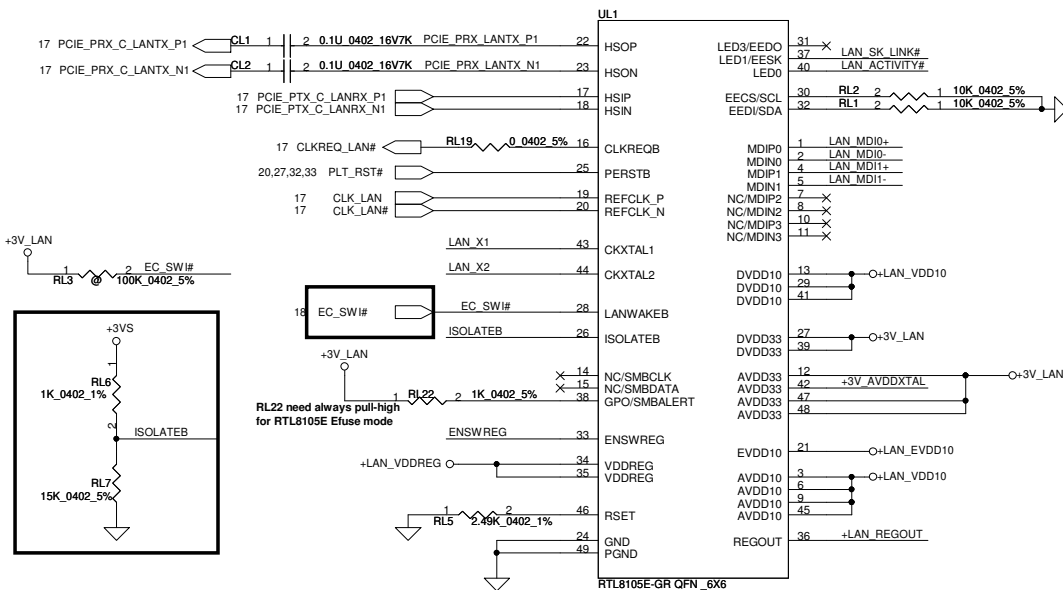 UL1
17 PCIE_PRX_C_LANTX_P1 CL1 1 2 0.1U_0402_16V7K PCIE_PRX_LANTX_P1 22 HSOP
17 PCIE_PRX_C_LANTX_N1 CL2 1 2 0.1U_0402_16V7K PCIE_PRX_LANTX_N1 23 HSON
17 PCIE_PTX_C_LANRX_P1 17 HSIP
17 PCIE_PTX_C_LANRX_N1 18 HSIN
17 CLKREQ_LAN# RL19 0_0402_5% 16 CLKREQB
20,27,32,33 PLT_RST# 25 PERSTB
17 CLK_LAN 19 REFCLK_P
17 CLK_LAN# 20 REFCLK_N
LAN_X1 43 CKXTAL1
LAN_X2 44 CKXTAL2
18 EC_SWI# EC_SWI# 28 LANWAKEB
ISOLATEB 26 ISOLATEB
14 NC/SMBCLK
15 NC/SMBDATA
+3V_LAN
1 RL22 2 1K_0402_5% 38 GPO/SMBALERT
RL22 need always pull-high
for RTL8105E Efuse mode
ENSWREG 33 ENSWREG
+LAN_VDDREG 34 VDDREG
35 VDDREG
1 RL5 2 2.49K_0402_1% 46 RSET
24 GND
49 PGND
+3V_LAN
1 2 EC_SWI#
RL3 @ 100K_0402_5%
+3VS
1
RL6
1K_0402_1%
2
ISOLATEB
RL7
15K_0402_5%
LED3/EEDO 31
LED1/EESK 37 LAN_SK_LINK#
LED0 40 LAN_ACTIVITY#
EECS/SCL 30 RL2 2 1 10K_0402_5%
EEDI/SDA 32 RL1 2 1 10K_0402_5%
MDIP0 1 LAN_MDI0+
MDIN0 2 LAN_MDI0-
MDIP1 4 LAN_MDI1+
MDIN1 5 LAN_MDI1-
NC/MDIP2 7
NC/MDIN2 8
NC/MDIP3 10
NC/MDIN3 11
DVDD10 13 +LAN_VDD10
DVDD10 29
DVDD10 41
DVDD33 27 +3V_LAN
DVDD33 39
AVDD33 12 +3V_LAN
AVDD33 42 +3V_AVDDXTAL
AVDD33 47
AVDD33 48
EVDD10 21 +LAN_EVDD10
AVDD10 3 +LAN_VDD10
AVDD10 6
AVDD10 9
AVDD10 45
REGOUT 36 +LAN_REGOUT
RTL8105E-GR QFN _6X6